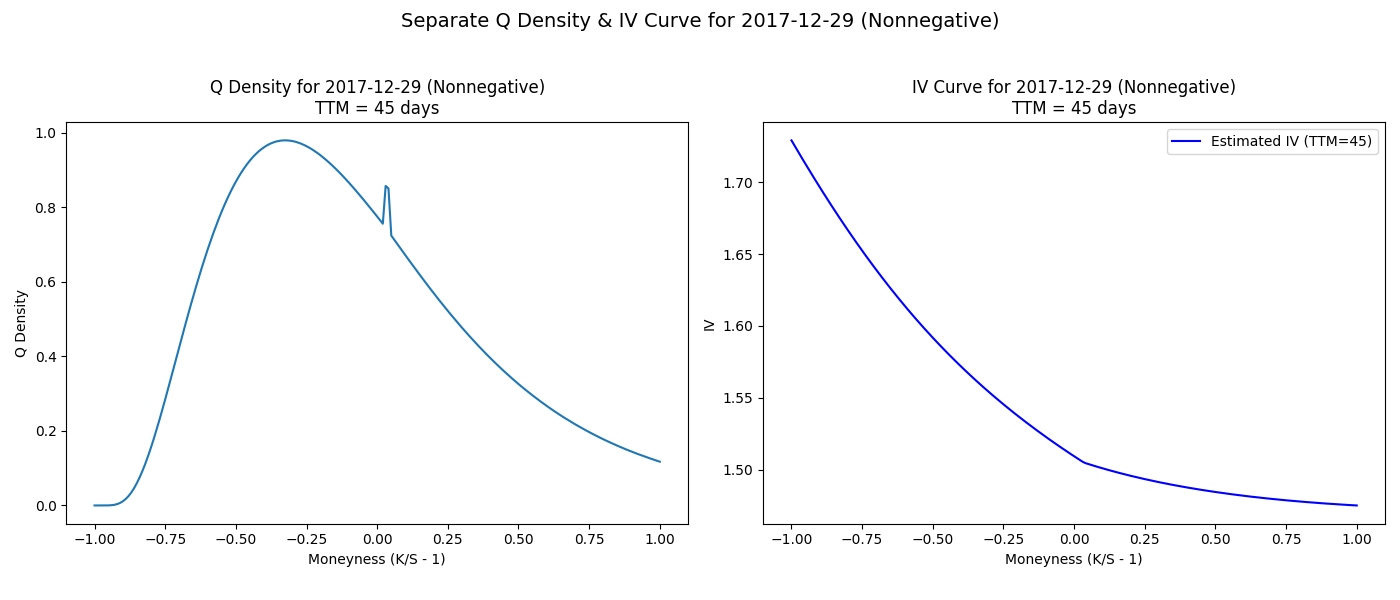 Separate Q Density & IV Curve for 2017-12-29 (Nonnegative)
Q Density for 2017-12-29 (Nonnegative)
TTM = 45 days
Q Density
1.0
0.8
0.6
0.4
0.2
0.0
−1.00 −0.75 −0.50 −0.25 0.00 0.25 0.50 0.75 1.00
Moneyness (K/S - 1)
IV Curve for 2017-12-29 (Nonnegative)
TTM = 45 days
Estimated IV (TTM=45)
IV
1.70
1.65
1.60
1.55
1.50
−1.00 −0.75 −0.50 −0.25 0.00 0.25 0.50 0.75 1.00
Moneyness (K/S - 1)